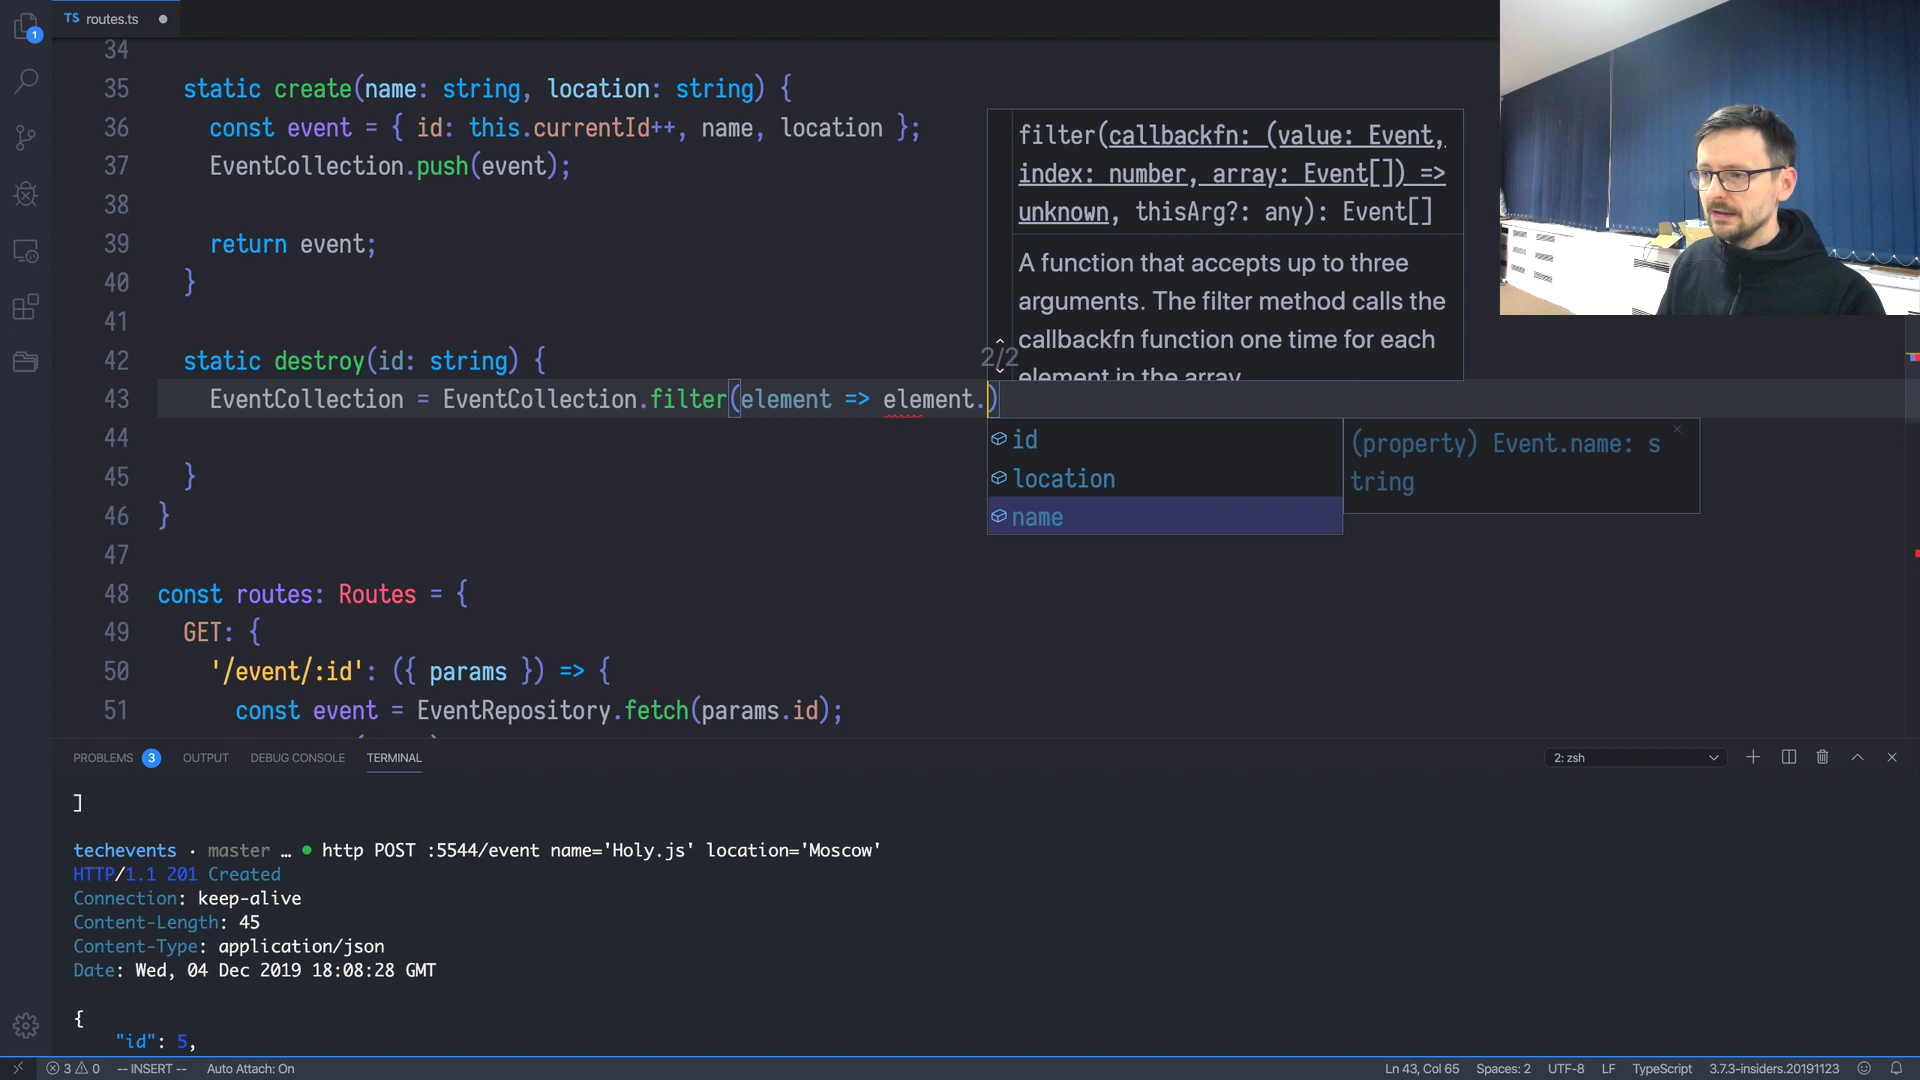 1
TS routes.ts
34
35 static create(name: string, location: string) {
36 const event = { id: this.currentId++, name, location };
37 EventCollection.push(event);
38
39 return event;
40 }
41
42 static destroy(id: string) {
43 EventCollection = EventCollection.filter(element => element.)
44
45 }
46 }
47
48 const routes: Routes = {
49 GET: {
50 '/event/:id': ({ params }) => {
51 const event = EventRepository.fetch(params.id);
filter(callbackfn: (value: Event,
index: number, array: Event[]) =>
unknown, thisArg?: any): Event[]
2/2
A function that accepts up to three
arguments. The filter method calls the
callbackfn function one time for each
element in the array
id
location
name
(property) Event.name: s
tring
PROBLEMS 3 OUTPUT DEBUG CONSOLE TERMINAL
2: zsh
]
techevents · master … ● http POST :5544/event name='Holy.js' location='Moscow'
HTTP/1.1 201 Created
Connection: keep-alive
Content-Length: 45
Content-Type: application/json
Date: Wed, 04 Dec 2019 18:08:28 GMT
{
"id": 5,
3 0 -- INSERT -- Auto Attach: On
Ln 43, Col 65 Spaces: 2 UTF-8 LF TypeScript 3.7.3-insiders.20191123